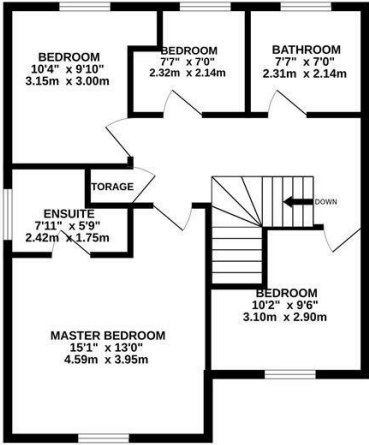 BEDROOM
10'4" x 9'10"
3.15m x 3.00m
BEDROOM
7'7" x 7'0"
2.32m x 2.14m
BATHROOM
7'7" x 7'0"
2.31m x 2.14m
TORAGE
ENSUITE
7'11" x 5'9"
2.42m x 1.75m
DOWN
BEDROOM
10'2" x 9'6"
3.10m x 2.90m
MASTER BEDROOM
15'1" x 13'0"
4.59m x 3.95m